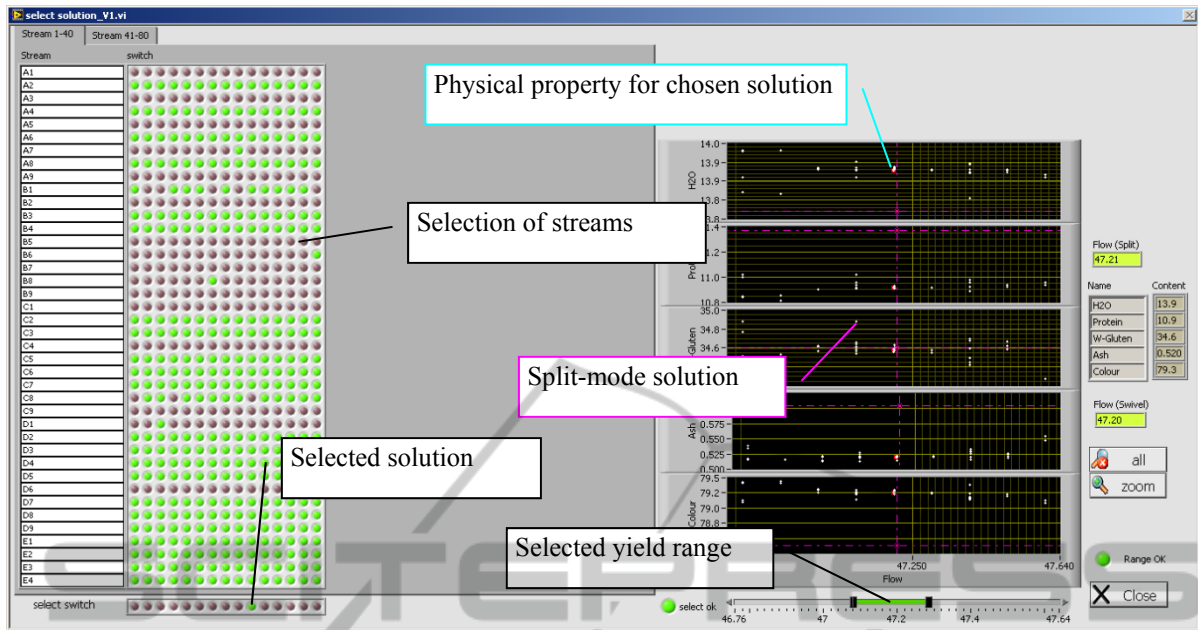 select solution_V1.vi
Stream 1-40
Stream 41-80
Stream
switch
A1
A2
A3
A4
A5
A6
A7
A8
A9
B1
B2
B3
B4
B5
B6
B7
B8
B9
C1
C2
C3
C4
C5
C6
C7
C8
C9
D1
D2
D3
D4
D5
D6
D7
D8
D9
E1
E2
E3
E4
select switch
Physical property for chosen solution
Selection of streams
Split-mode solution
Selected solution
Selected yield range
14.0
13.9
13.9
13.8
13.8
H2O
11.4
11.2
11.0
10.8
35.0
34.8
34.6
-Gluten
0.575
0.550
0.525
0.500
Ash
79.5
79.2
79.0
78.8
Colour
47.250
47.640
Flow
select ok
46.76
47
47.2
47.4
47.64
Flow (Split)
47.21
Name
Content
H2O
13.9
Protein
10.9
W-Gluten
34.6
Ash
0.520
Colour
79.3
Flow (Swivel)
47.20
all
zoom
Range OK
Close
SCITEPRESS